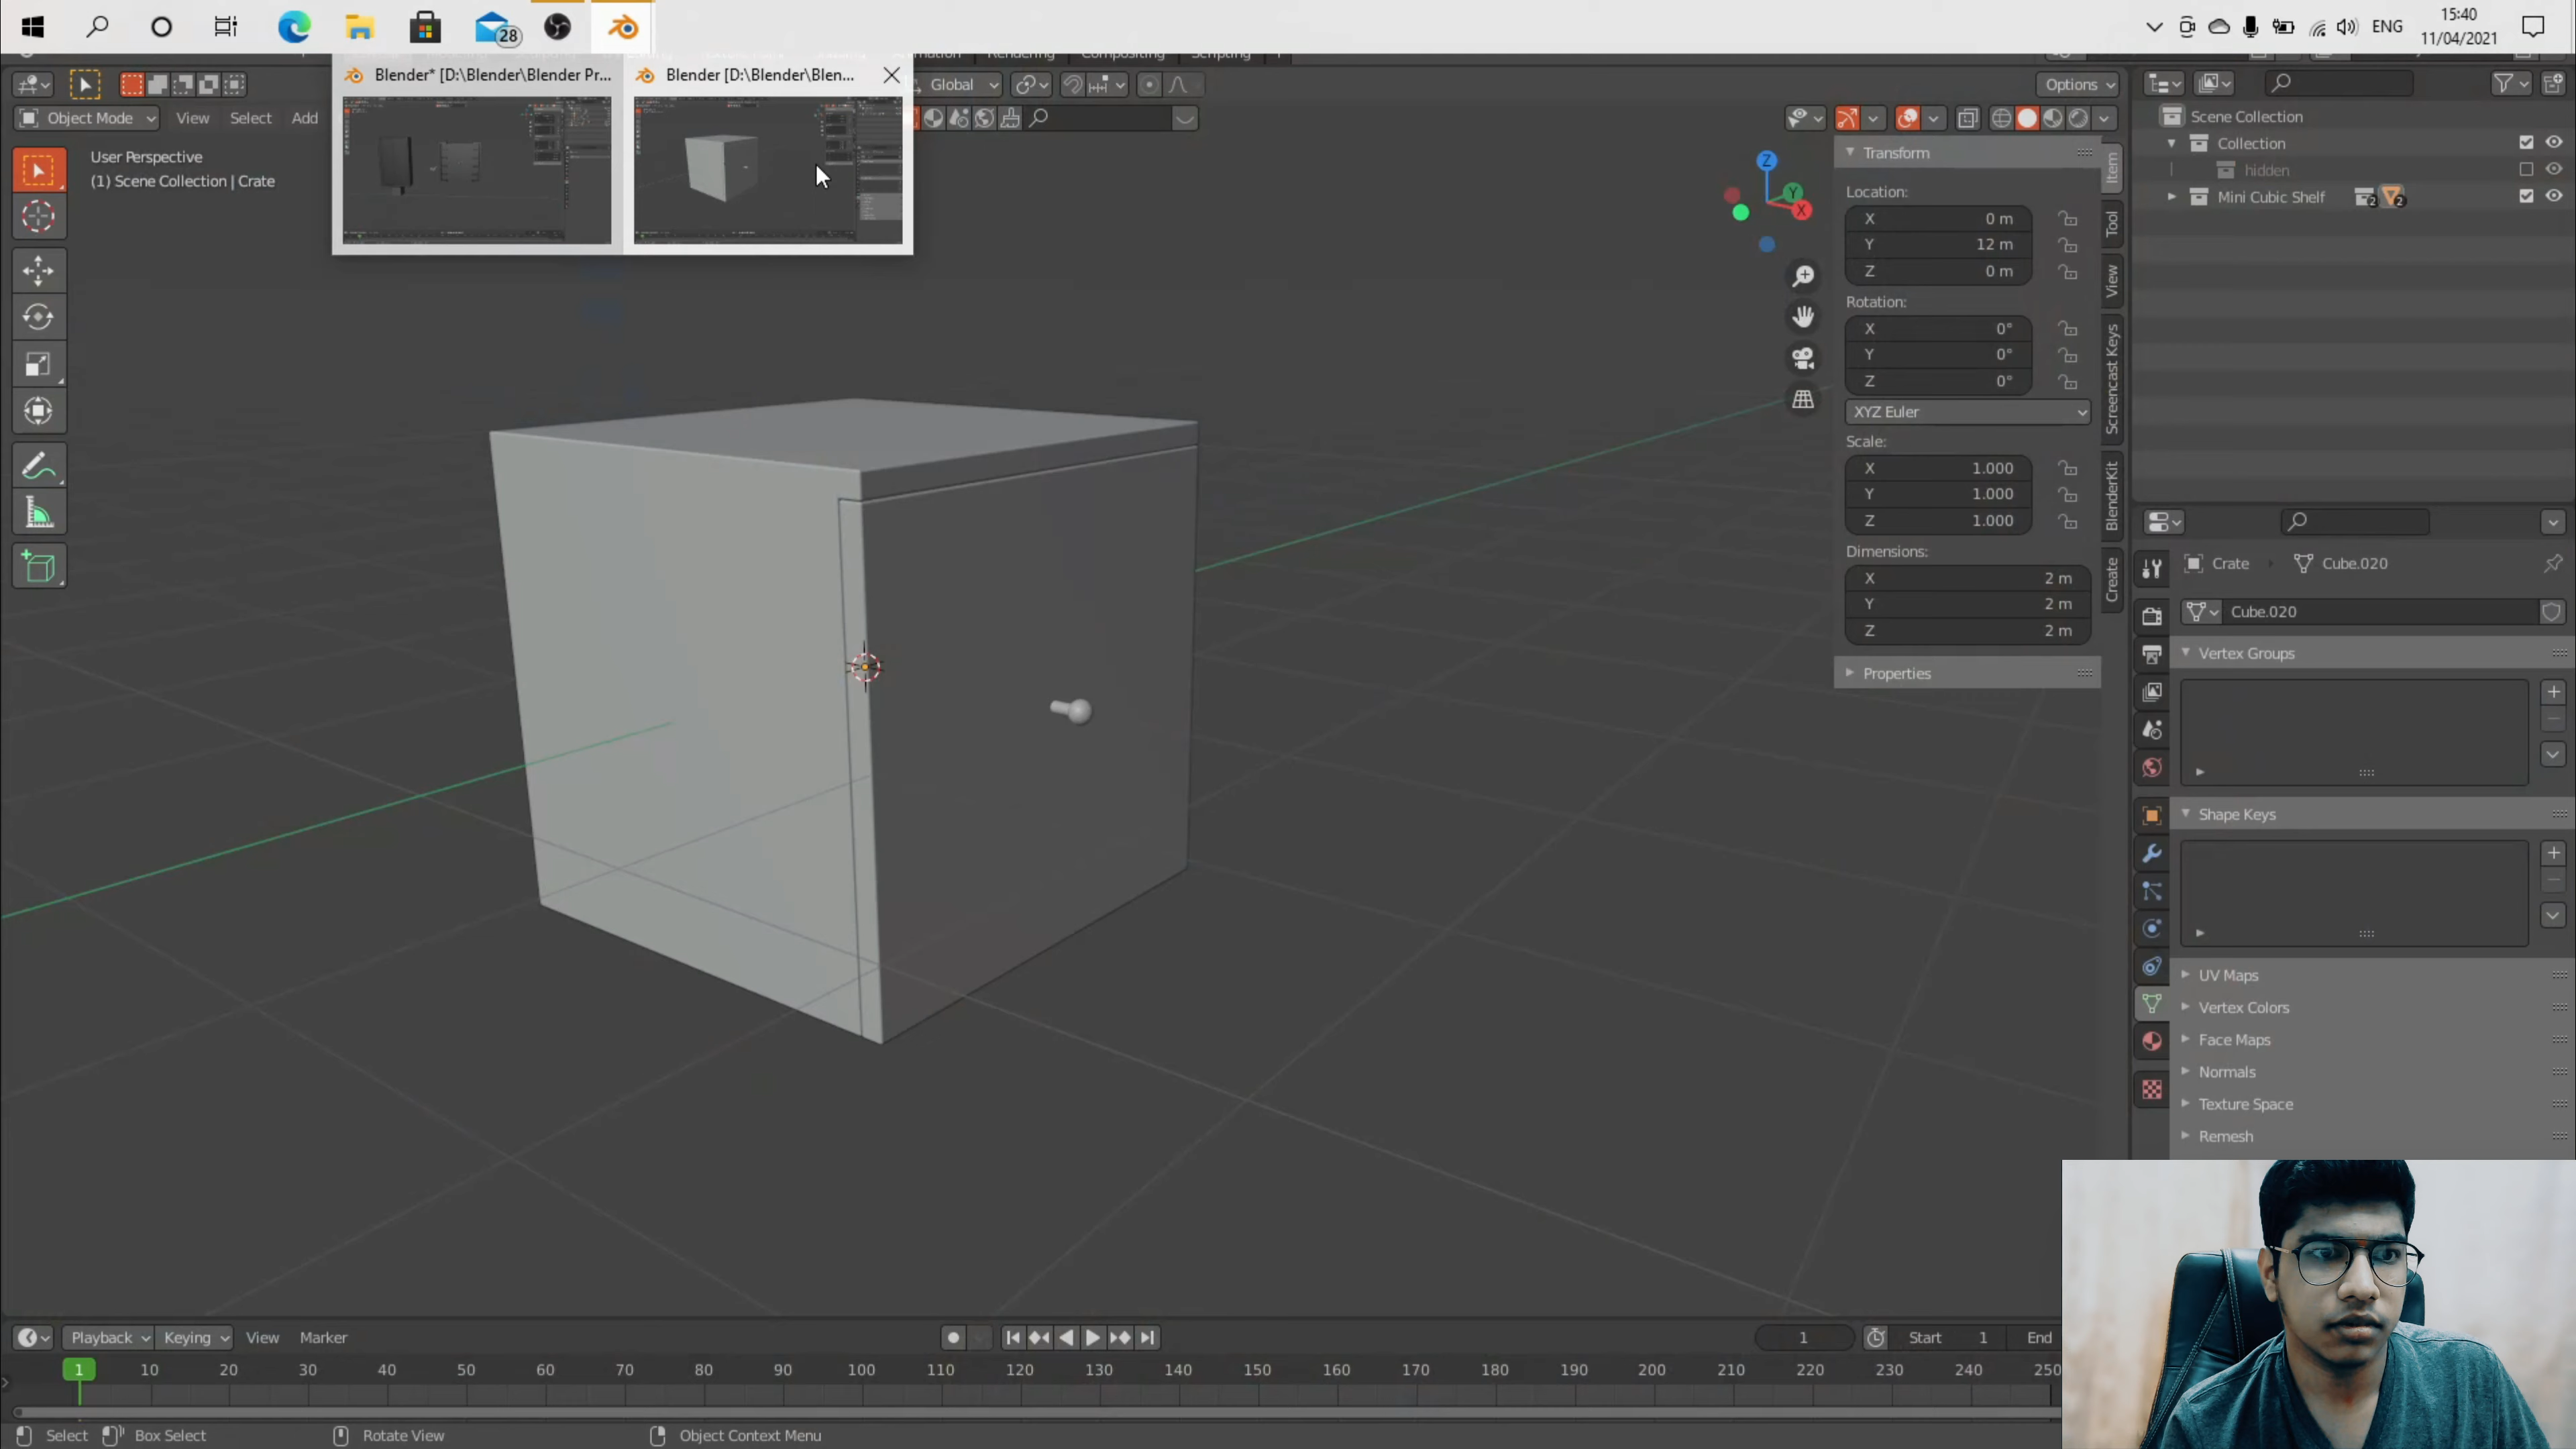 28
ENG
15:40
11/04/2021
Blender* [D:\Blender\Blender Pr...
Blender [D:\Blender\Blen...
Rendering
Compositing
Scripting
Global
Options
Object Mode
View
Select
Add
User Perspective
(1) Scene Collection | Crate
Transform
Location:
X 0 m
Y 12 m
Z 0 m
Rotation:
X 0°
Y 0°
Z 0°
XYZ Euler
Scale:
X 1.000
Y 1.000
Z 1.000
Dimensions:
X 2 m
Y 2 m
Z 2 m
Properties
Item
Tool
View
Screencast Keys
BlenderKit
Create
Z
Y
X
Scene Collection
Collection
hidden
Mini Cubic Shelf
2
2
Crate
Cube.020
Cube.020
Vertex Groups
Shape Keys
UV Maps
Vertex Colors
Face Maps
Normals
Texture Space
Remesh
Playback
Keying
View
Marker
1
Start 1
End
1 10 20 30 40 50 60 70 80 90 100 110 120 130 140 150 160 170 180 190 200 210 220 230 240 250
Select
Box Select
Rotate View
Object Context Menu